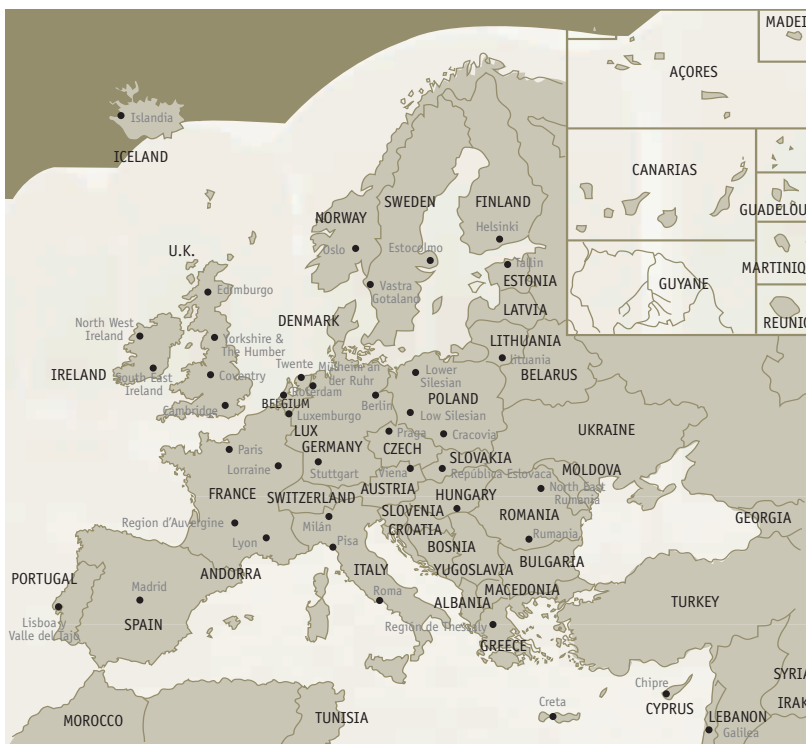 MADEI
AÇORES
Islandia
ICELAND
CANARIAS
GUADELOU
SWEDEN
FINLAND
NORWAY
Helsinki
U.K.
Oslo
Estocolmo
Tallin
MARTINIQ
ESTONIA
GUYANE
Edimburgo
Vastra
Gotaland
LATVIA
REUNIO
DENMARK
North West
Ireland
Yorkshire &
The Humber
LITHUANIA
lituania
Twente
Mülheim an
der Ruhr
Lower
Silesian
BELARUS
IRELAND
South East
Ireland
Coventry
Roterdam
POLAND
BELGIUM
Berlin
Cambridge
Luxemburgo
Low Silesian
LUX
UKRAINE
Praga
Cracovia
Paris
GERMANY
CZECH
SLOVAKIA
Lorraine
Stuttgart
Viena
República Eslovaca
MOLDOVA
AUSTRIA
North East
Rumania
FRANCE
SWITZERLAND
HUNGARY
SLOVENIA
ROMANIA
Region d'Auvergine
Milán
CROATIA
GEORGIA
Lyon
Pisa
BOSNIA
Rumania
BULGARIA
PORTUGAL
ANDORRA
ITALY
YUGOSLAVIA
Madrid
Roma
MACEDONIA
ALBANIA
TURKEY
Lisboa y
Valle del Tajo
SPAIN
Región de Thessaly
GREECE
SYRIA
Chipre
Creta
CYPRUS
IRAK
MOROCCO
TUNISIA
LEBANON
Galilea